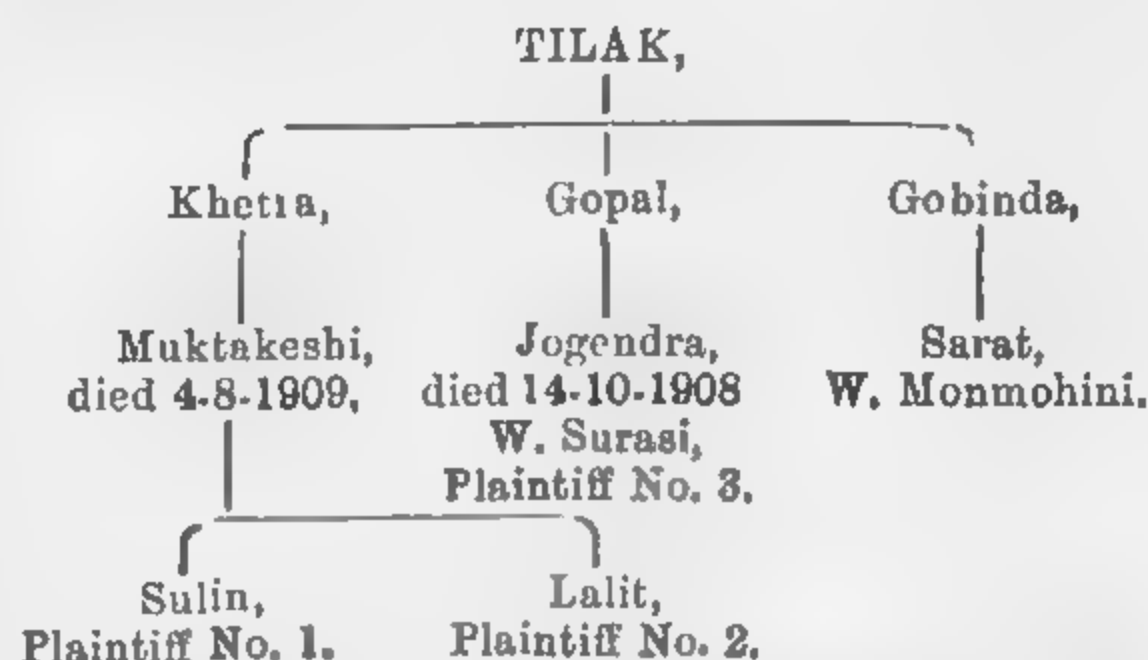 TILAK,
Khetra, Gopal, Gobinda,
Muktakeshi, Jogendra, Sarat,
died 4-8-1909, died 14-10-1908 W. Monmohini.
W. Surasi,
Plaintiff No. 3.
Sulin, Lalit,
Plaintiff No. 1. Plaintiff No. 2.